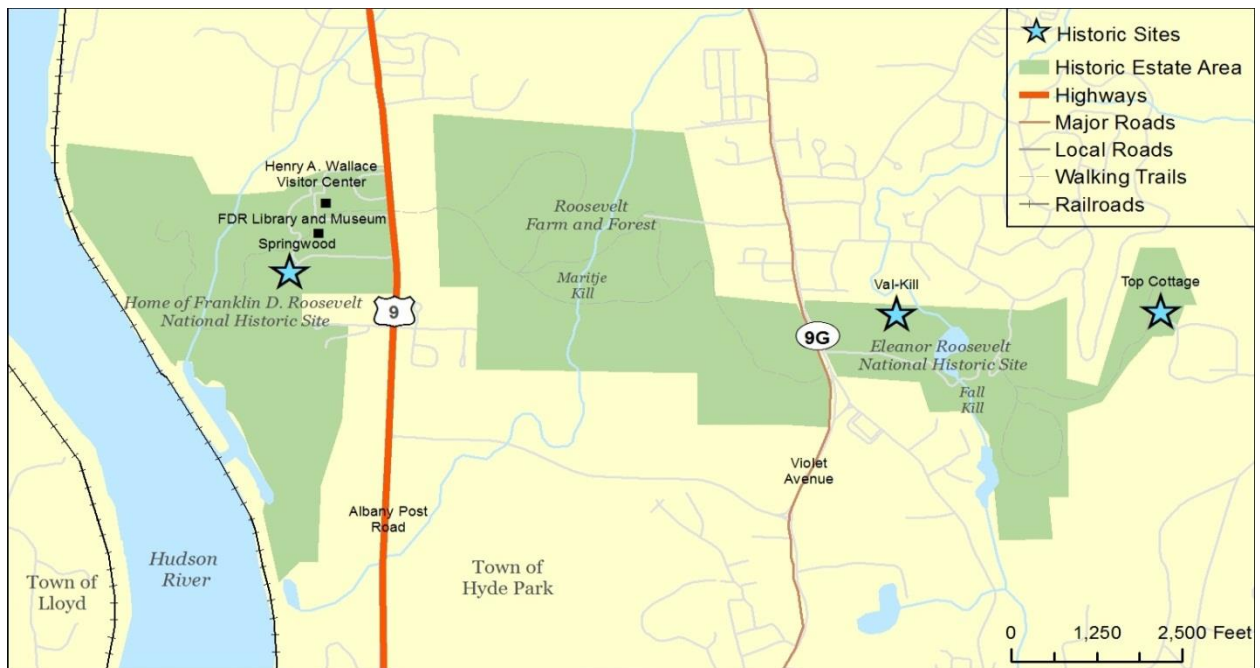 Historic Sites
Historic Estate Area
Highways
Major Roads
Local Roads
Walking Trails
Railroads
Henry A. Wallace
Visitor Center
FDR Library and Museum
Springwood
Home of Franklin D. Roosevelt
National Historic Site
9
Roosevelt
Farm and Forest
Maritje
Kill
Val-Kill
Top Cottage
9G
Eleanor Roosevelt
National Historic Site
Fall
Kill
Violet
Avenue
Albany Post
Road
Hudson
River
Town of
Lloyd
Town of
Hyde Park
0 1,250 2,500 Feet